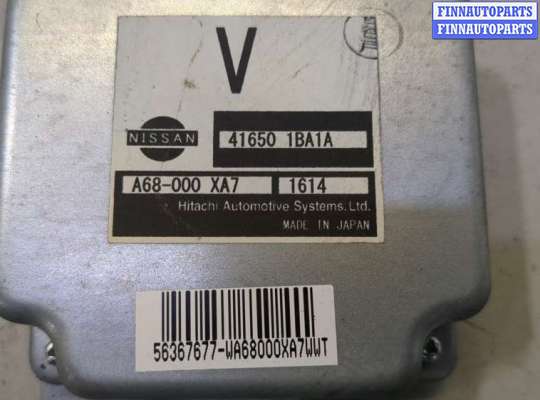 FINNAUTOPARTS
FINNAUTOPARTS
V
NISSAN
41650 1BA1A
A68-000 XA7 1614
Hitachi Automotive Systems, Ltd.
MADE IN JAPAN
56367677-WA68000XA7WWT